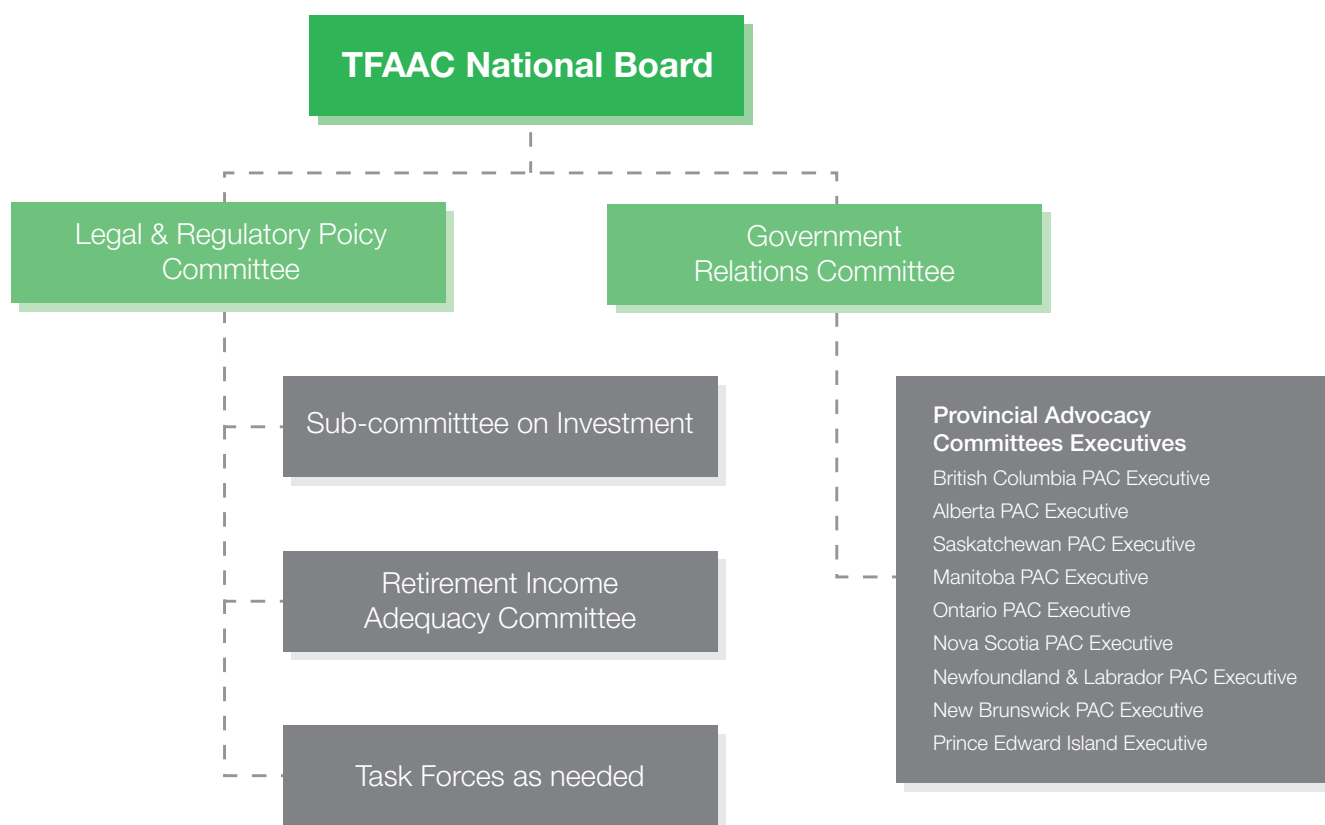 TFAAC National Board
Legal & Regulatory Poicy
Committee
Government
Relations Committee
Sub-committtee on Investment
Retirement Income
Adequacy Committee
Task Forces as needed
Provincial Advocacy
Committees Executives
British Columbia PAC Executive
Alberta PAC Executive
Saskatchewan PAC Executive
Manitoba PAC Executive
Ontario PAC Executive
Nova Scotia PAC Executive
Newfoundland & Labrador PAC Executive
New Brunswick PAC Executive
Prince Edward Island Executive